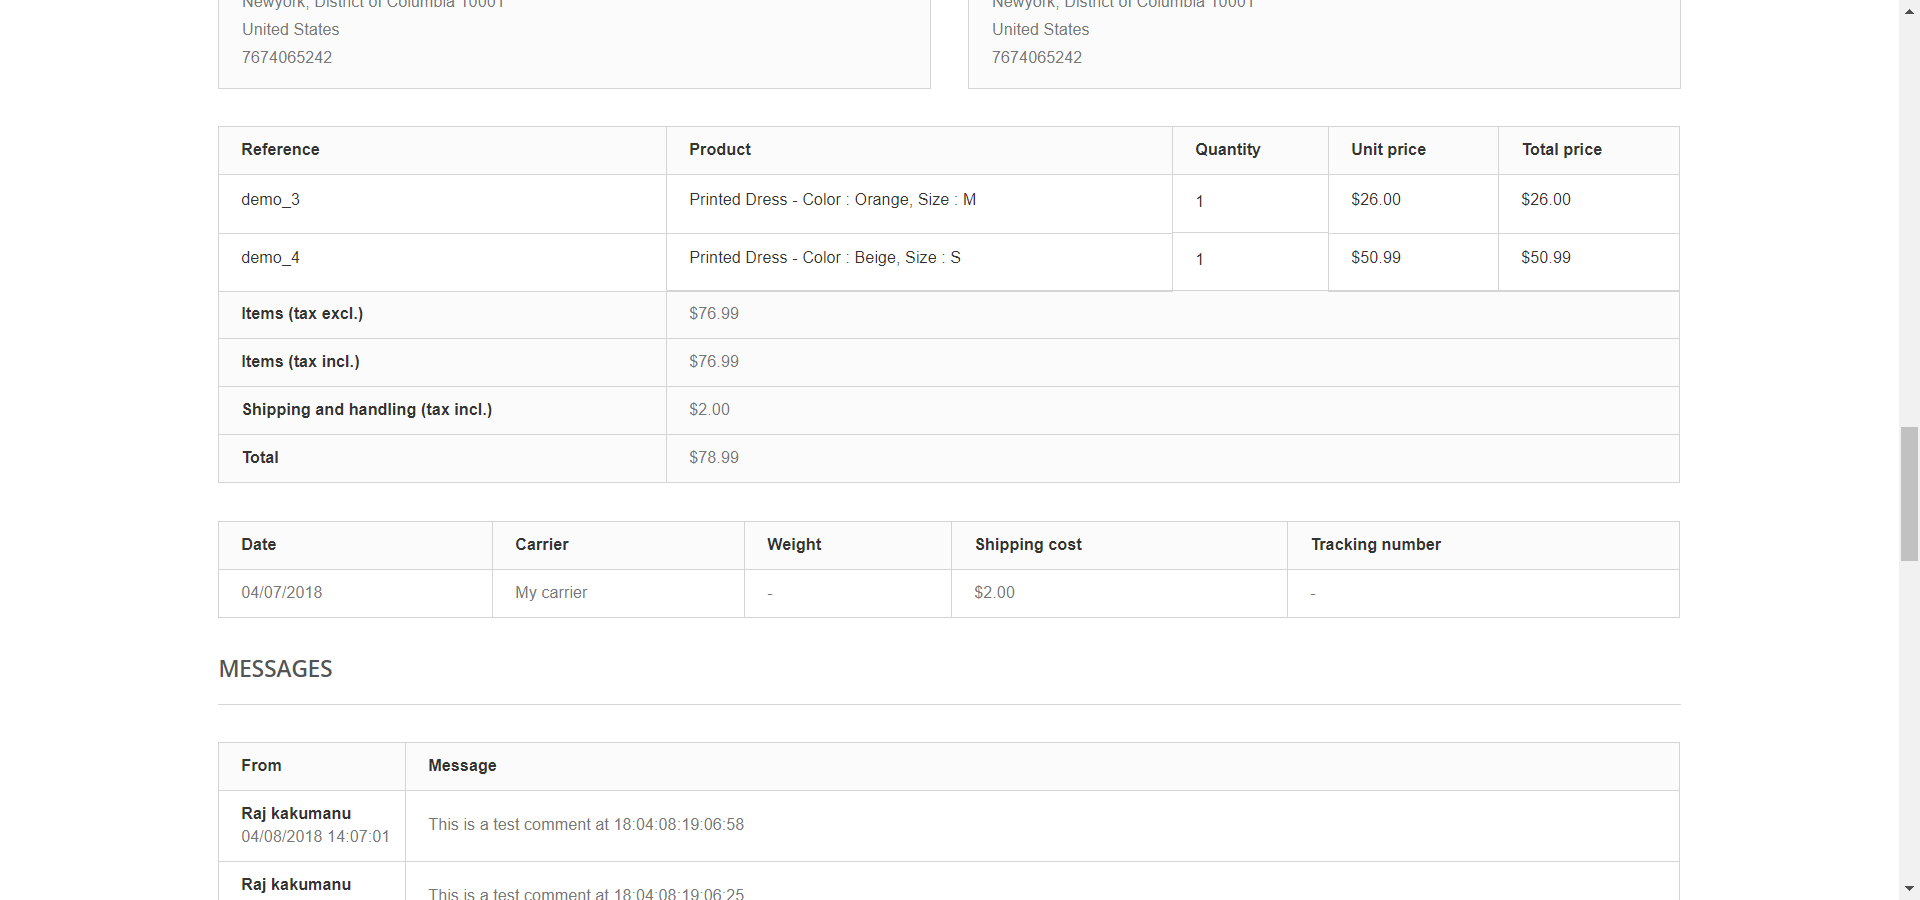 Newyork, District of Columbia 10001
United States
7674065242
Newyork, District of Columbia 10001
United States
7674065242
Reference Product Quantity Unit price Total price
demo_3 Printed Dress - Color : Orange, Size : M 1 $26.00 $26.00
demo_4 Printed Dress - Color : Beige, Size : S 1 $50.99 $50.99
Items (tax excl.) $76.99
Items (tax incl.) $76.99
Shipping and handling (tax incl.) $2.00
Total $78.99
Date Carrier Weight Shipping cost Tracking number
04/07/2018 My carrier - $2.00 -
MESSAGES
From Message
Raj kakumanu
04/08/2018 14:07:01
This is a test comment at 18:04:08:19:06:58
Raj kakumanu
This is a test comment at 18:04:08:19:06:25